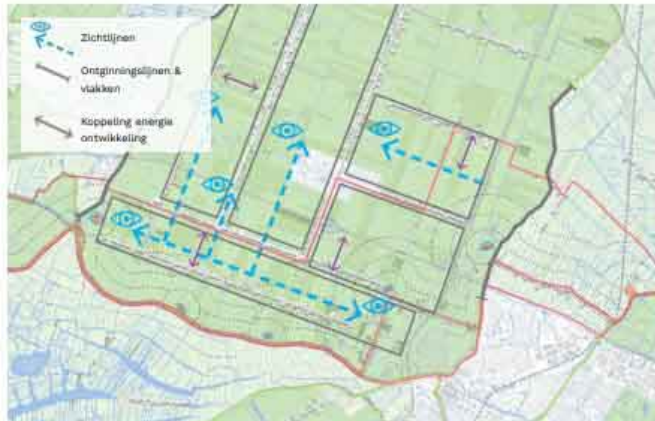 Zichtlijnen
Ontginningslijnen &
vlakken
Koppeling energie
ontwikkeling